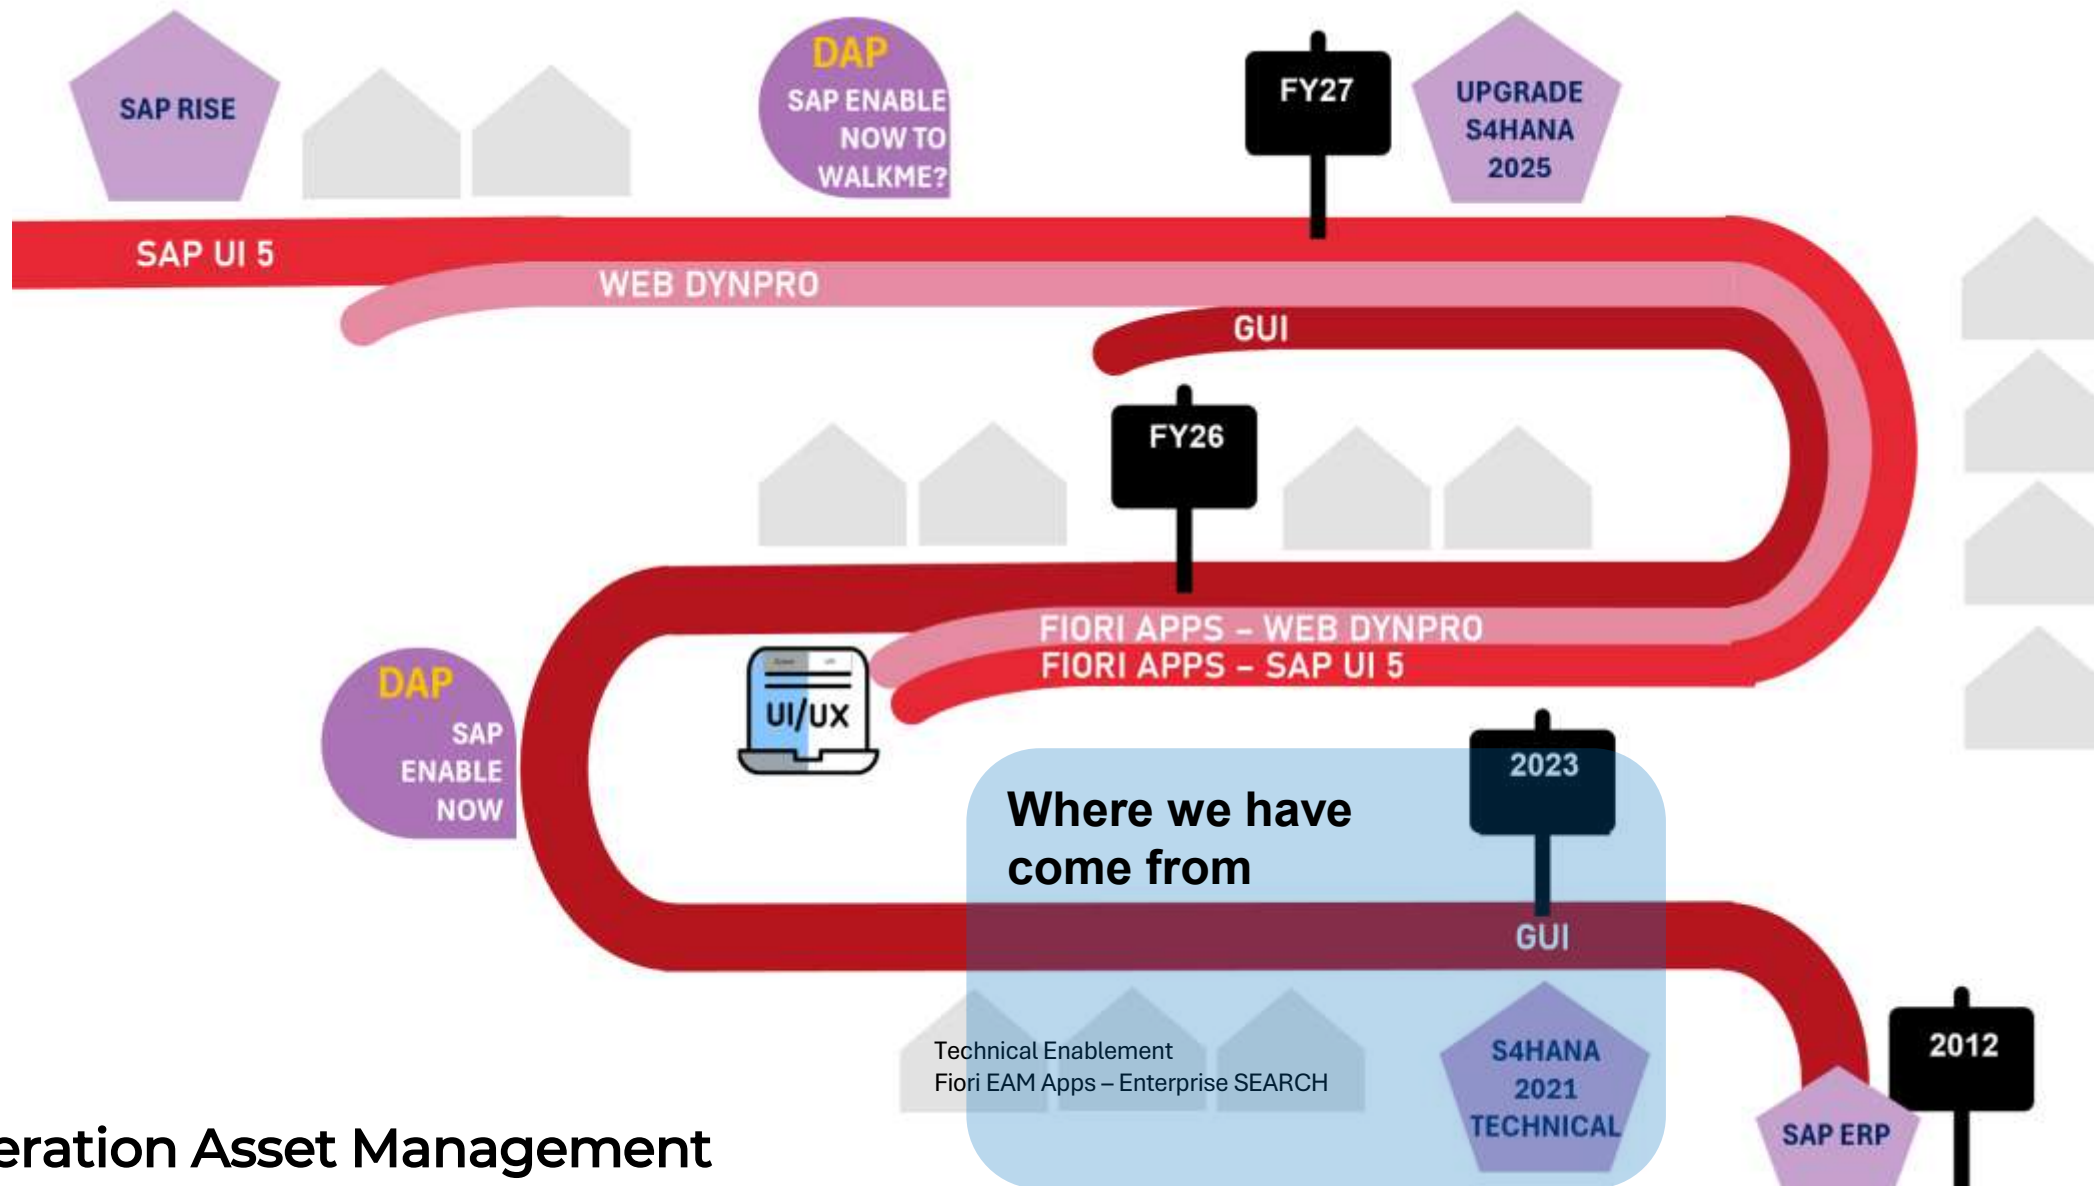 SAP RISE
DAP
SAP ENABLE
NOW TO
WALKME?
FY27
UPGRADE
S4HANA
2025
SAP UI 5
WEB DYNPRO
GUI
FY26
FIORI APPS – WEB DYNPRO
FIORI APPS – SAP UI 5
DAP
SAP
ENABLE
NOW
UI/UX
2023
Where we have
come from
GUI
Technical Enablement
Fiori EAM Apps – Enterprise SEARCH
S4HANA
2021
TECHNICAL
2012
SAP ERP
eration Asset Management